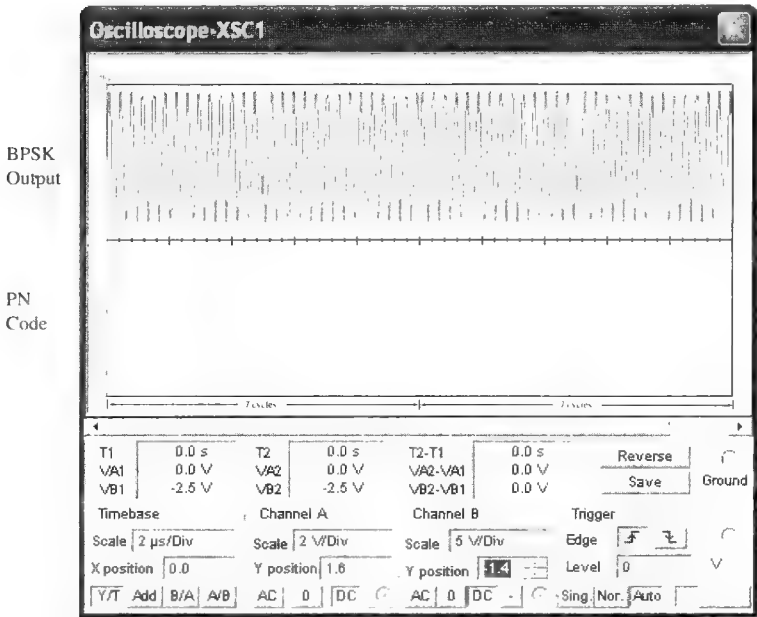 Oscilloscope-XSC1
BPSK
Output
PN
Code
7 cycles
7 cycles
T1 0.0 s T2 0.0 s T2-T1 0.0 s Reverse
VA1 0.0 V VA2 0.0 V VA2-VA1 0.0 V Save Ground
VB1 -2.5 V VB2 -2.5 V VB2-VB1 0.0 V
Timebase Channel A Channel B Trigger
Scale 2 μs/Div Scale 2 V/Div Scale 5 V/Div Edge
X position 0.0 Y position 1.6 Y position -1.4 Level 0 V
Y/T Add B/A A/B AC 0 DC AC 0 DC - Sing. Nor. Auto